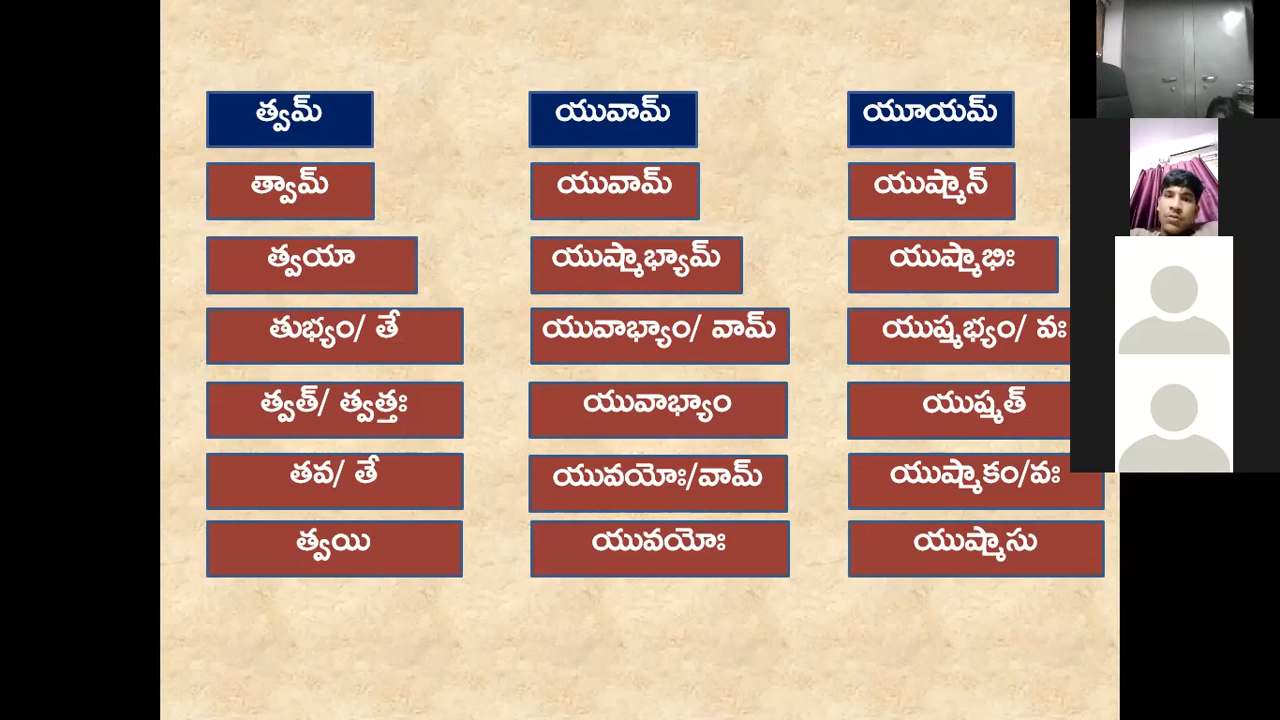 త్వమ్ యువామ్ యూయమ్
త్వామ్ యువామ్ యుష్మాన్
త్వయా యుష్మాభ్యామ్ యుష్మాభిః
తుభ్యం/ తే యువాభ్యాం/ వామ్ యుష్మభ్యం/ వః
త్వత్/ త్వత్తః యువాభ్యాం యుష్మత్
తవ/ తే యువయోః/వామ్ యుష్మాకం/వః
త్వయి యువయోః యుష్మాసు